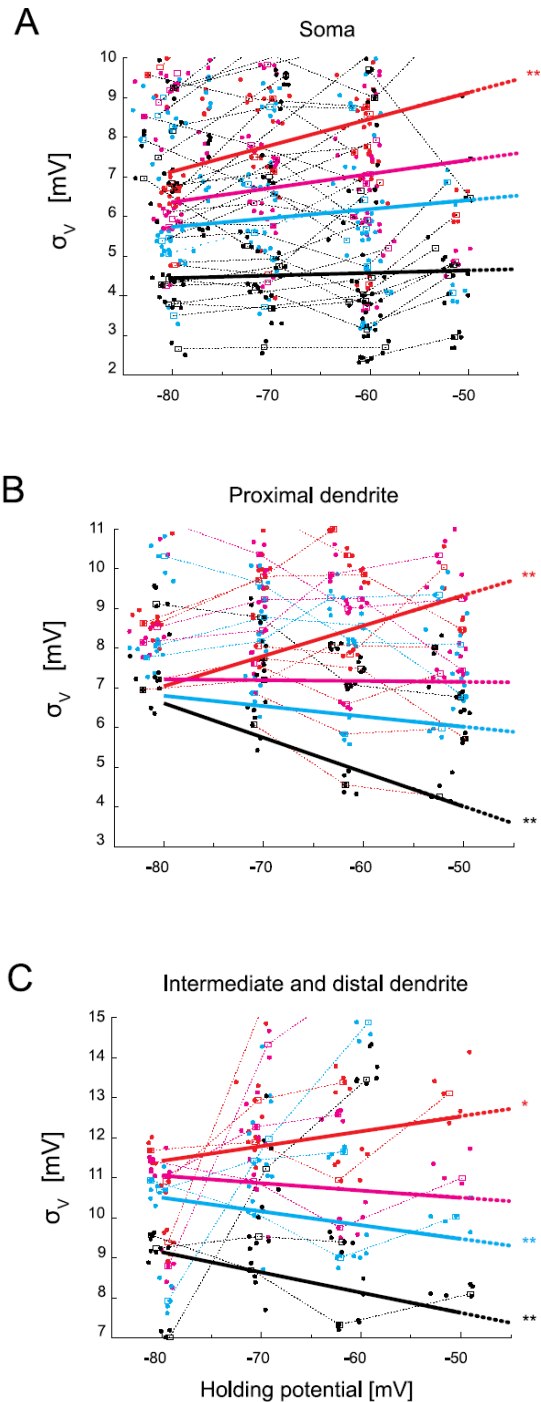 A
Soma
10
9
8
7
6
5
4
3
2
σV [mV]
-80 -70 -60 -50
**
B
Proximal dendrite
11
10
9
8
7
6
5
4
3
σV [mV]
-80 -70 -60 -50
**
**
C
Intermediate and distal dendrite
15
14
13
12
11
10
9
8
7
σV [mV]
-80 -70 -60 -50
*
**
**
Holding potential [mV]